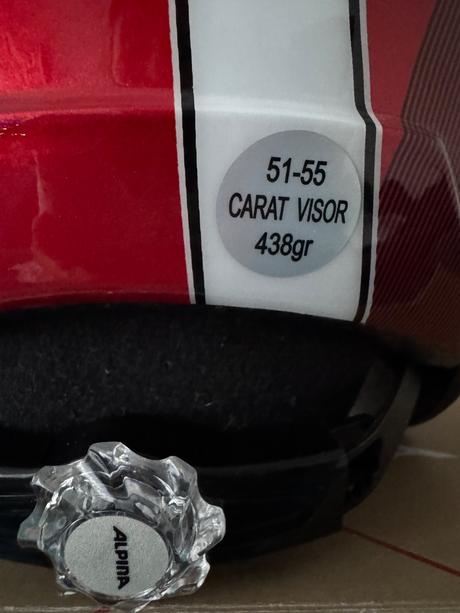 51-55
CARAT VISOR
438gr
ALPINA